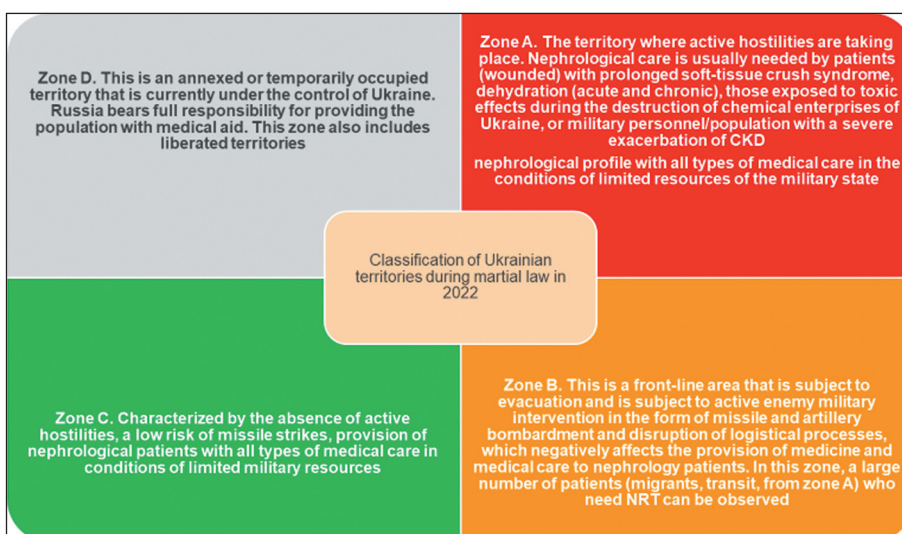 Zone D. This is an annexed or temporarily occupied
territory that is currently under the control of Ukraine.
Russia bears full responsibility for providing the
population with medical aid. This zone also includes
liberated territories
Zone A. The territory where active hostilities are taking
place. Nephrological care is usually needed by patients
(wounded) with prolonged soft-tissue crush syndrome,
dehydration (acute and chronic), those exposed to toxic
effects during the destruction of chemical enterprises of
Ukraine, or military personnel/population with a severe
exacerbation of CKD
nephrological profile with all types of medical care in the
conditions of limited resources of the military state
Classification of Ukrainian
territories during martial law in
2022
Zone C. Characterized by the absence of active
hostilities, a low risk of missile strikes, provision of
nephrological patients with all types of medical care in
conditions of limited military resources
Zone B. This is a front-line area that is subject to
evacuation and is subject to active enemy military
intervention in the form of missile and artillery
bombardment and disruption of logistical processes,
which negatively affects the provision of medicine and
medical care to nephrology patients. In this zone, a large
number of patients (migrants, transit, from zone A) who
need NRT can be observed